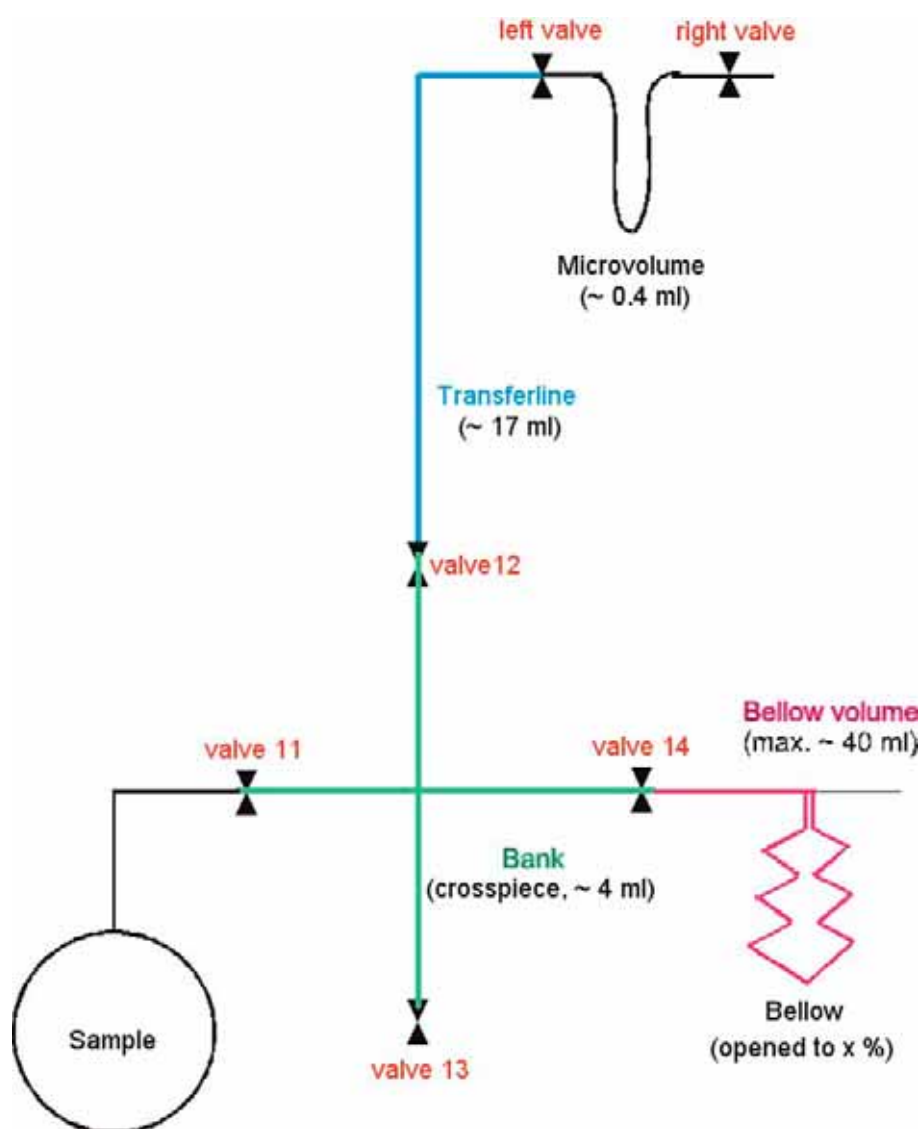 left valve
right valve
Microvolume
(~ 0.4 ml)
Transferline
(~ 17 ml)
valve12
Bellow volume
(max. ~ 40 ml)
valve 11
valve 14
Bank
(crosspiece, ~ 4 ml)
Sample
Bellow
(opened to x %)
valve 13